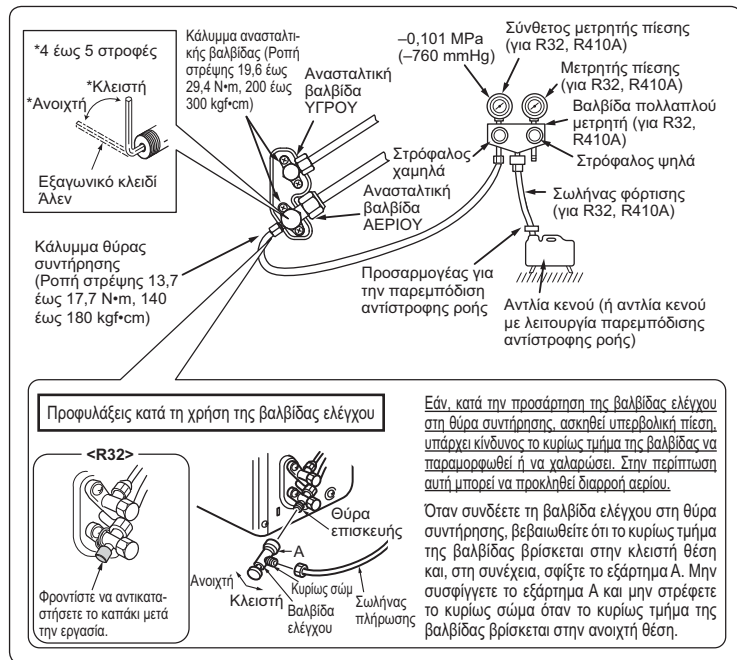 *4 έως 5 στροφές
*Κλειστή
*Ανοιχτή
Εξαγωνικό κλειδί
Άλεν
Κάλυμμα ανασταλτι-
κής βαλβίδας (Ροπή
στρέψης 19,6 έως
29,4 N•m, 200 έως
300 kgf•cm)
Ανασταλτική
βαλβίδα
ΥΓΡΟΥ
–0,101 MPa
(–760 mmHg)
Σύνθετος μετρητής πίεσης
(για R32, R410A)
Μετρητής πίεσης
(για R32, R410A)
Βαλβίδα πολλαπλού
μετρητή (για R32,
R410A)
Στρόφαλος
χαμηλά
Στρόφαλος ψηλά
Ανασταλτική
βαλβίδα
ΑΕΡΙΟΥ
Σωλήνας φόρτισης
(για R32, R410A)
Κάλυμμα θύρας
συντήρησης
(Ροπή στρέψης 13,7
έως 17,7 N•m, 140
έως 180 kgf•cm)
Προσαρμογέας για
την παρεμπόδιση
αντίστροφης ροής
Αντλία κενού (ή αντλία κενού
με λειτουργία παρεμπόδισης
αντίστροφης ροής)
Προφυλάξεις κατά τη χρήση της βαλβίδας ελέγχου
<R32>
Φροντίστε να αντικατα-
στήσετε το καπάκι μετά
την εργασία.
Θύρα
επισκευής
A
Ανοιχτή
Κλειστή
Κυρίως σώμ
Βαλβίδα
ελέγχου
Σωλήνας
πλήρωσης
Εάν, κατά την προσάρτηση της βαλβίδας ελέγχου
στη θύρα συντήρησης, ασκηθεί υπερβολική πίεση,
υπάρχει κίνδυνος το κυρίως τμήμα της βαλβίδας να
παραμορφωθεί ή να χαλαρώσει. Στην περίπτωση
αυτή μπορεί να προκληθεί διαρροή αερίου.
Όταν συνδέετε τη βαλβίδα ελέγχου στη θύρα
συντήρησης, βεβαιωθείτε ότι το κυρίως τμήμα
της βαλβίδας βρίσκεται στην κλειστή θέση
και, στη συνέχεια, σφίξτε το εξάρτημα Α. Μην
συσφίγγετε το εξάρτημα Α και μην στρέφετε
το κυρίως σώμα όταν το κυρίως τμήμα της
βαλβίδας βρίσκεται στην ανοιχτή θέση.